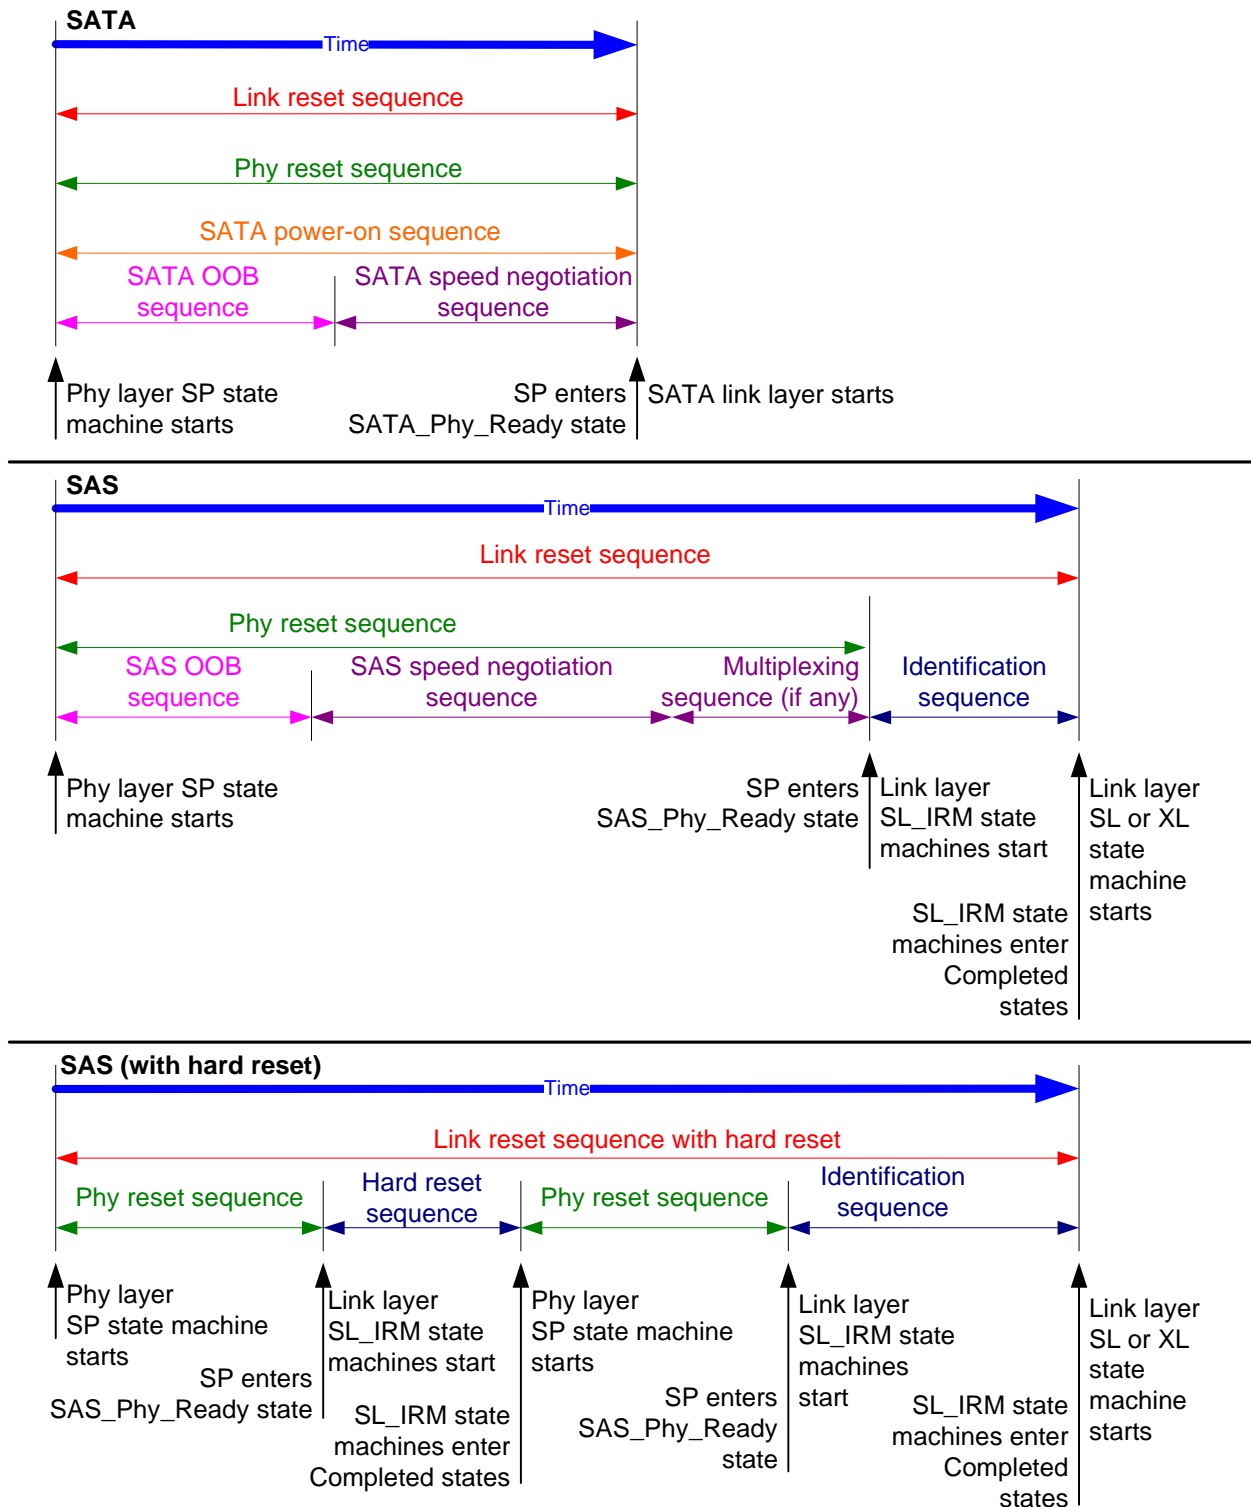 SATA
Time
Link reset sequence
Phy reset sequence
SATA power-on sequence
SATA OOB
sequence
SATA speed negotiation
sequence
Phy layer SP state
machine starts
SP enters
SATA_Phy_Ready state
SATA link layer starts
SAS
Time
Link reset sequence
Phy reset sequence
SAS OOB
sequence
SAS speed negotiation
sequence
Multiplexing
sequence (if any)
Identification
sequence
Phy layer SP state
machine starts
SP enters
SAS_Phy_Ready state
Link layer
SL_IRM state
machines start
SL_IRM state
machines enter
Completed
states
Link layer
SL or XL
state
machine
starts
SAS (with hard reset)
Time
Link reset sequence with hard reset
Phy reset sequence
Hard reset
sequence
Phy reset sequence
Identification
sequence
Phy layer
SP state machine
starts
SP enters
SAS_Phy_Ready state
Link layer
SL_IRM state
machines start
SL_IRM state
machines enter
Completed states
Phy layer
SP state machine
starts
SP enters
SAS_Phy_Ready
state
Link layer
SL_IRM state
machines
start
SL_IRM state
machines enter
Completed
states
Link layer
SL or XL
state
machine
starts